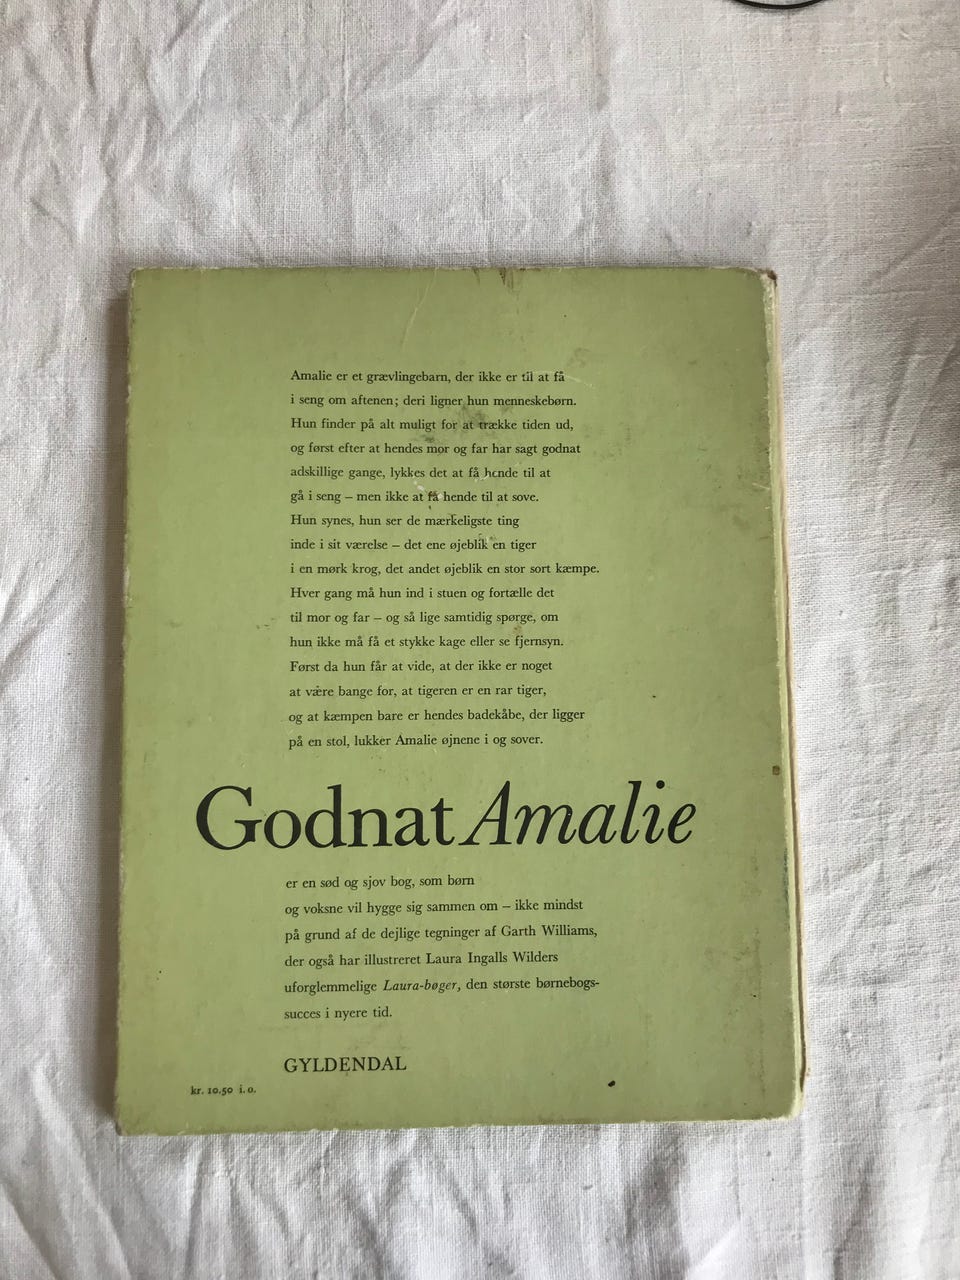 Amalie er et grævlingebarn, der ikke er til at få
i seng om aftenen; deri ligner hun menneskebørn.
Hun finder på alt muligt for at trække tiden ud,
og først efter at hendes mor og far har sagt godnat
adskillige gange, lykkes det at få hende til at
gå i seng – men ikke at få hende til at sove.
Hun synes, hun ser de mærkeligste ting
inde i sit værelse – det ene øjeblik en tiger
i en mørk krog, det andet øjeblik en stor sort kæmpe.
Hver gang må hun ind i stuen og fortælle det
til mor og far – og så lige samtidig spørge, om
hun ikke må få et stykke kage eller se fjernsyn.
Først da hun får at vide, at der ikke er noget
at være bange for, at tigeren er en rar tiger,
og at kæmpen bare er hendes badekåbe, der ligger
på en stol, lukker Amalie øjnene i og sover.
Godnat Amalie
er en sød og sjov bog, som børn
og voksne vil hygge sig sammen om – ikke mindst
på grund af de dejlige tegninger af Garth Williams,
der også har illustreret Laura Ingalls Wilders
uforglemmelige Laura-bøger, den største børnebogs-
succes i nyere tid.
GYLDENDAL
kr. 10.50 i.o.